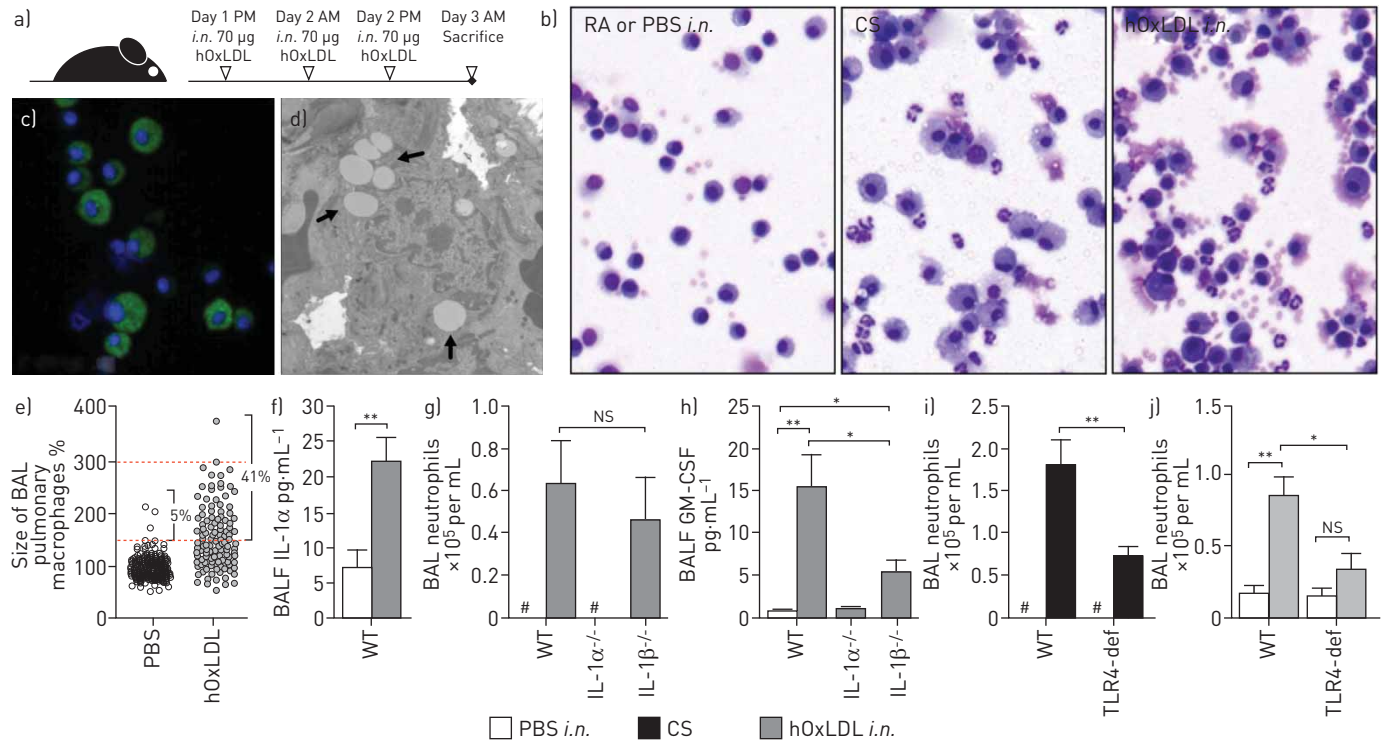 a)
Day 1 PM
i.n. 70 µg
hOxLDL
Day 2 AM
i.n. 70 µg
hOxLDL
Day 2 PM
i.n. 70 µg
hOxLDL
Day 3 AM
Sacrifice
b)
RA or PBS i.n.
CS
hOxLDL i.n.
c)
d)
e)
Size of BAL
pulmonary
macrophages %
400
300
200
100
0
5%
41%
PBS
hOxLDL
f)
BALF IL-1α pg·mL⁻¹
30
25
20
15
10
5
0
**
WT
g)
BAL neutrophils
×10⁵ per mL
1.0
0.8
0.6
0.4
0.2
0
NS
#
#
WT
IL-1α-/-
IL-1β-/-
h)
BALF GM-CSF
pg·mL⁻¹
25
20
15
10
5
0
*
**
*
WT
IL-1α-/-
IL-1β-/-
i)
BAL neutrophils
×10⁵ per mL
2.5
2.0
1.5
1.0
0.5
0
**
#
#
WT
TLR4-def
j)
BAL neutrophils
×10⁵ per mL
1.5
1.0
0.5
0
*
**
NS
WT
TLR4-def
PBS i.n.
CS
hOxLDL i.n.